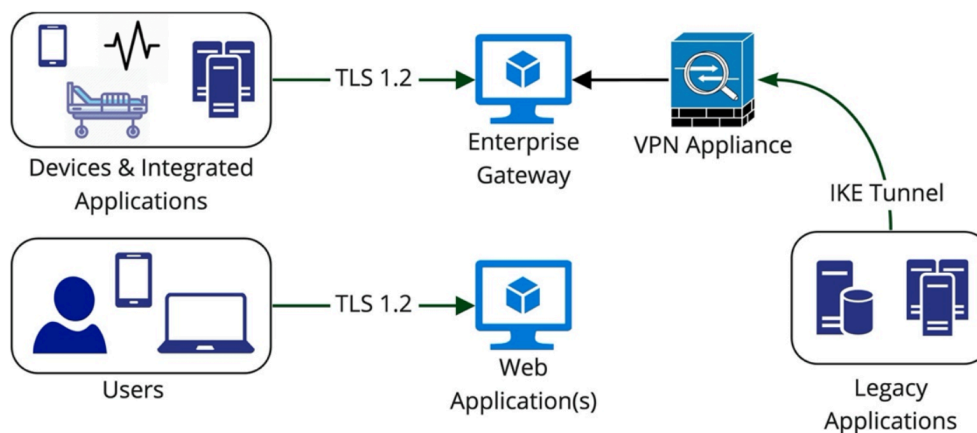 TLS 1.2
Devices & Integrated
Applications
Enterprise
Gateway
VPN Appliance
IKE Tunnel
TLS 1.2
Users
Web
Application(s)
Legacy
Applications